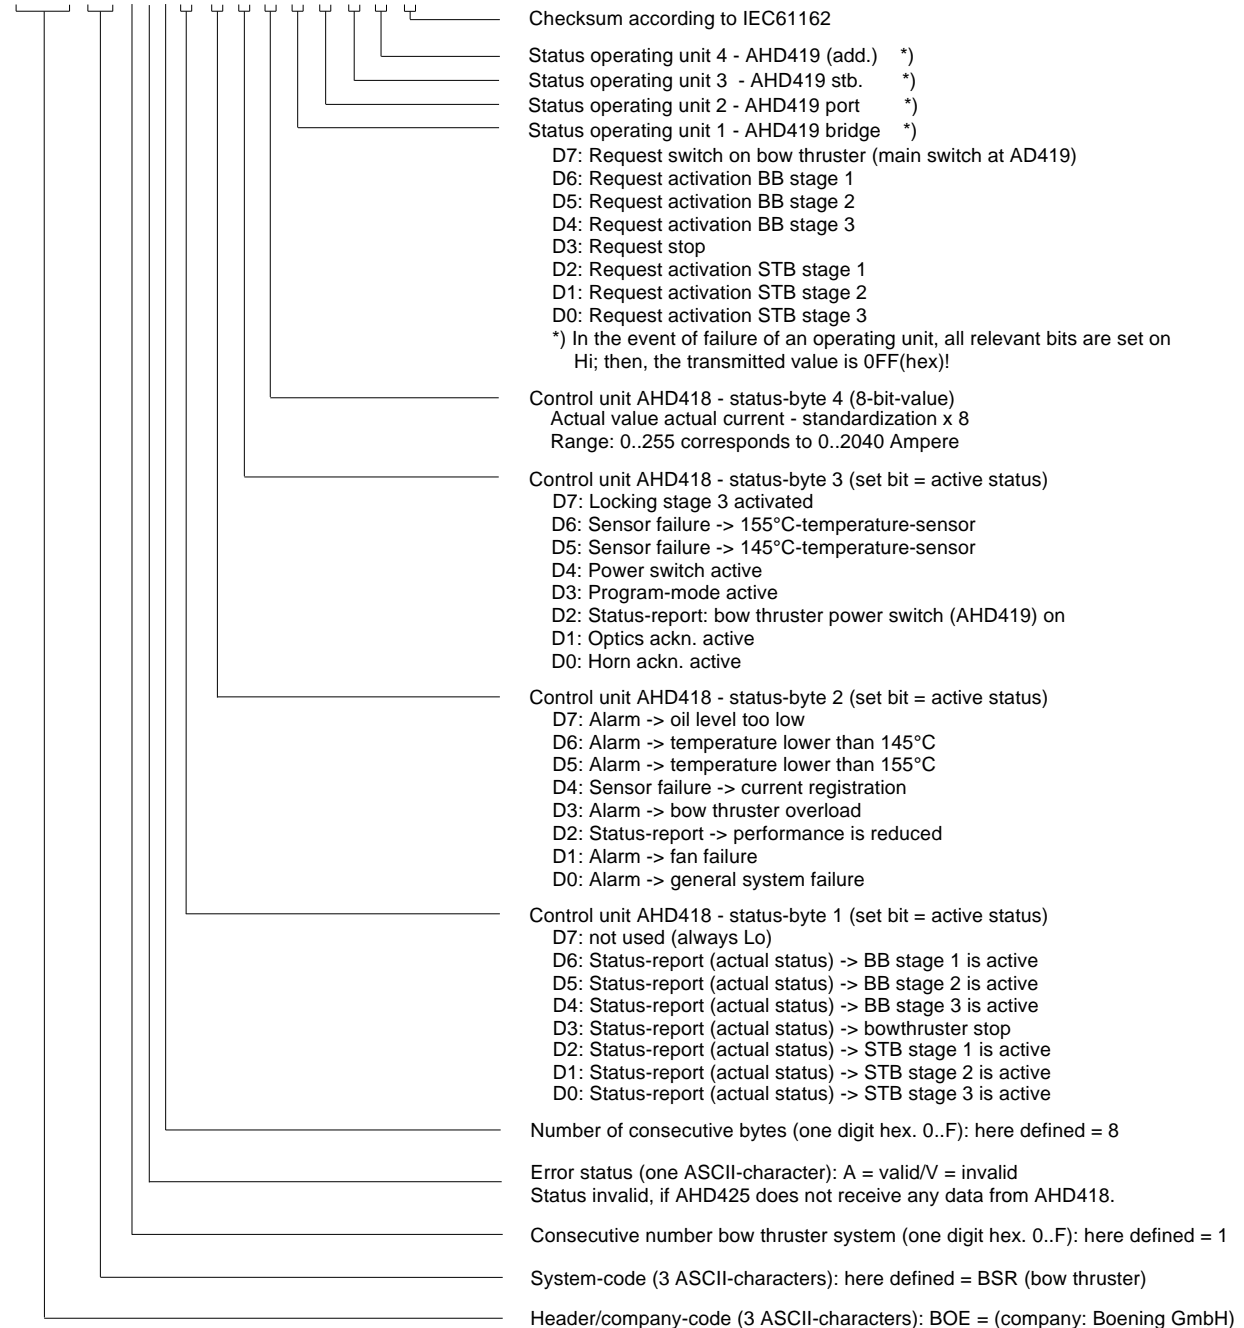 Checksum according to IEC61162
Status operating unit 4 - AHD419 (add.) *)
Status operating unit 3 - AHD419 stb. *)
Status operating unit 2 - AHD419 port *)
Status operating unit 1 - AHD419 bridge *)
D7: Request switch on bow thruster (main switch at AD419)
D6: Request activation BB stage 1
D5: Request activation BB stage 2
D4: Request activation BB stage 3
D3: Request stop
D2: Request activation STB stage 1
D1: Request activation STB stage 2
D0: Request activation STB stage 3
*) In the event of failure of an operating unit, all relevant bits are set on
Hi; then, the transmitted value is 0FF(hex)!
Control unit AHD418 - status-byte 4 (8-bit-value)
Actual value actual current - standardization x 8
Range: 0..255 corresponds to 0..2040 Ampere
Control unit AHD418 - status-byte 3 (set bit = active status)
D7: Locking stage 3 activated
D6: Sensor failure -> 155°C-temperature-sensor
D5: Sensor failure -> 145°C-temperature-sensor
D4: Power switch active
D3: Program-mode active
D2: Status-report: bow thruster power switch (AHD419) on
D1: Optics ackn. active
D0: Horn ackn. active
Control unit AHD418 - status-byte 2 (set bit = active status)
D7: Alarm -> oil level too low
D6: Alarm -> temperature lower than 145°C
D5: Alarm -> temperature lower than 155°C
D4: Sensor failure -> current registration
D3: Alarm -> bow thruster overload
D2: Status-report -> performance is reduced
D1: Alarm -> fan failure
D0: Alarm -> general system failure
Control unit AHD418 - status-byte 1 (set bit = active status)
D7: not used (always Lo)
D6: Status-report (actual status) -> BB stage 1 is active
D5: Status-report (actual status) -> BB stage 2 is active
D4: Status-report (actual status) -> BB stage 3 is active
D3: Status-report (actual status) -> bowthruster stop
D2: Status-report (actual status) -> STB stage 1 is active
D1: Status-report (actual status) -> STB stage 2 is active
D0: Status-report (actual status) -> STB stage 3 is active
Number of consecutive bytes (one digit hex. 0..F): here defined = 8
Error status (one ASCII-character): A = valid/V = invalid
Status invalid, if AHD425 does not receive any data from AHD418.
Consecutive number bow thruster system (one digit hex. 0..F): here defined = 1
System-code (3 ASCII-characters): here defined = BSR (bow thruster)
Header/company-code (3 ASCII-characters): BOE = (company: Boening GmbH)